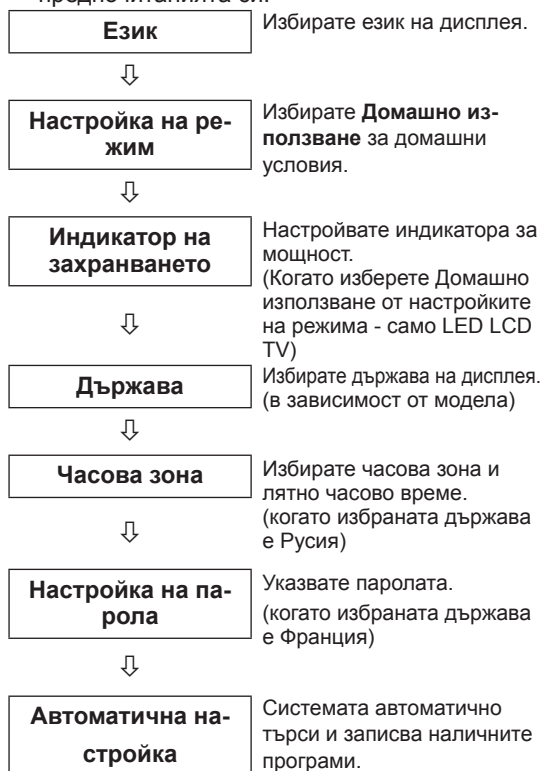 Език
Избирате език на дисплея.
⇩
Настройка на ре-
жим
Избирате Домашно из-
ползване за домашни
условия.
⇩
Индикатор на
захранването
Настройвате индикатора за
мощност.
(Когато изберете Домашно
използване от настройките
на режима - само LED LCD
TV)
⇩
Държава
Избирате държава на дисплея.
(в зависимост от модела)
⇩
Часова зона
Избирате часова зона и
лятно часово време.
(когато избраната държава
е Русия)
⇩
Настройка на па-
рола
Указвате паролата.
(когато избраната държава
е Франция)
⇩
Автоматична на-
стройка
Системата автоматично
търси и записва наличните
програми.